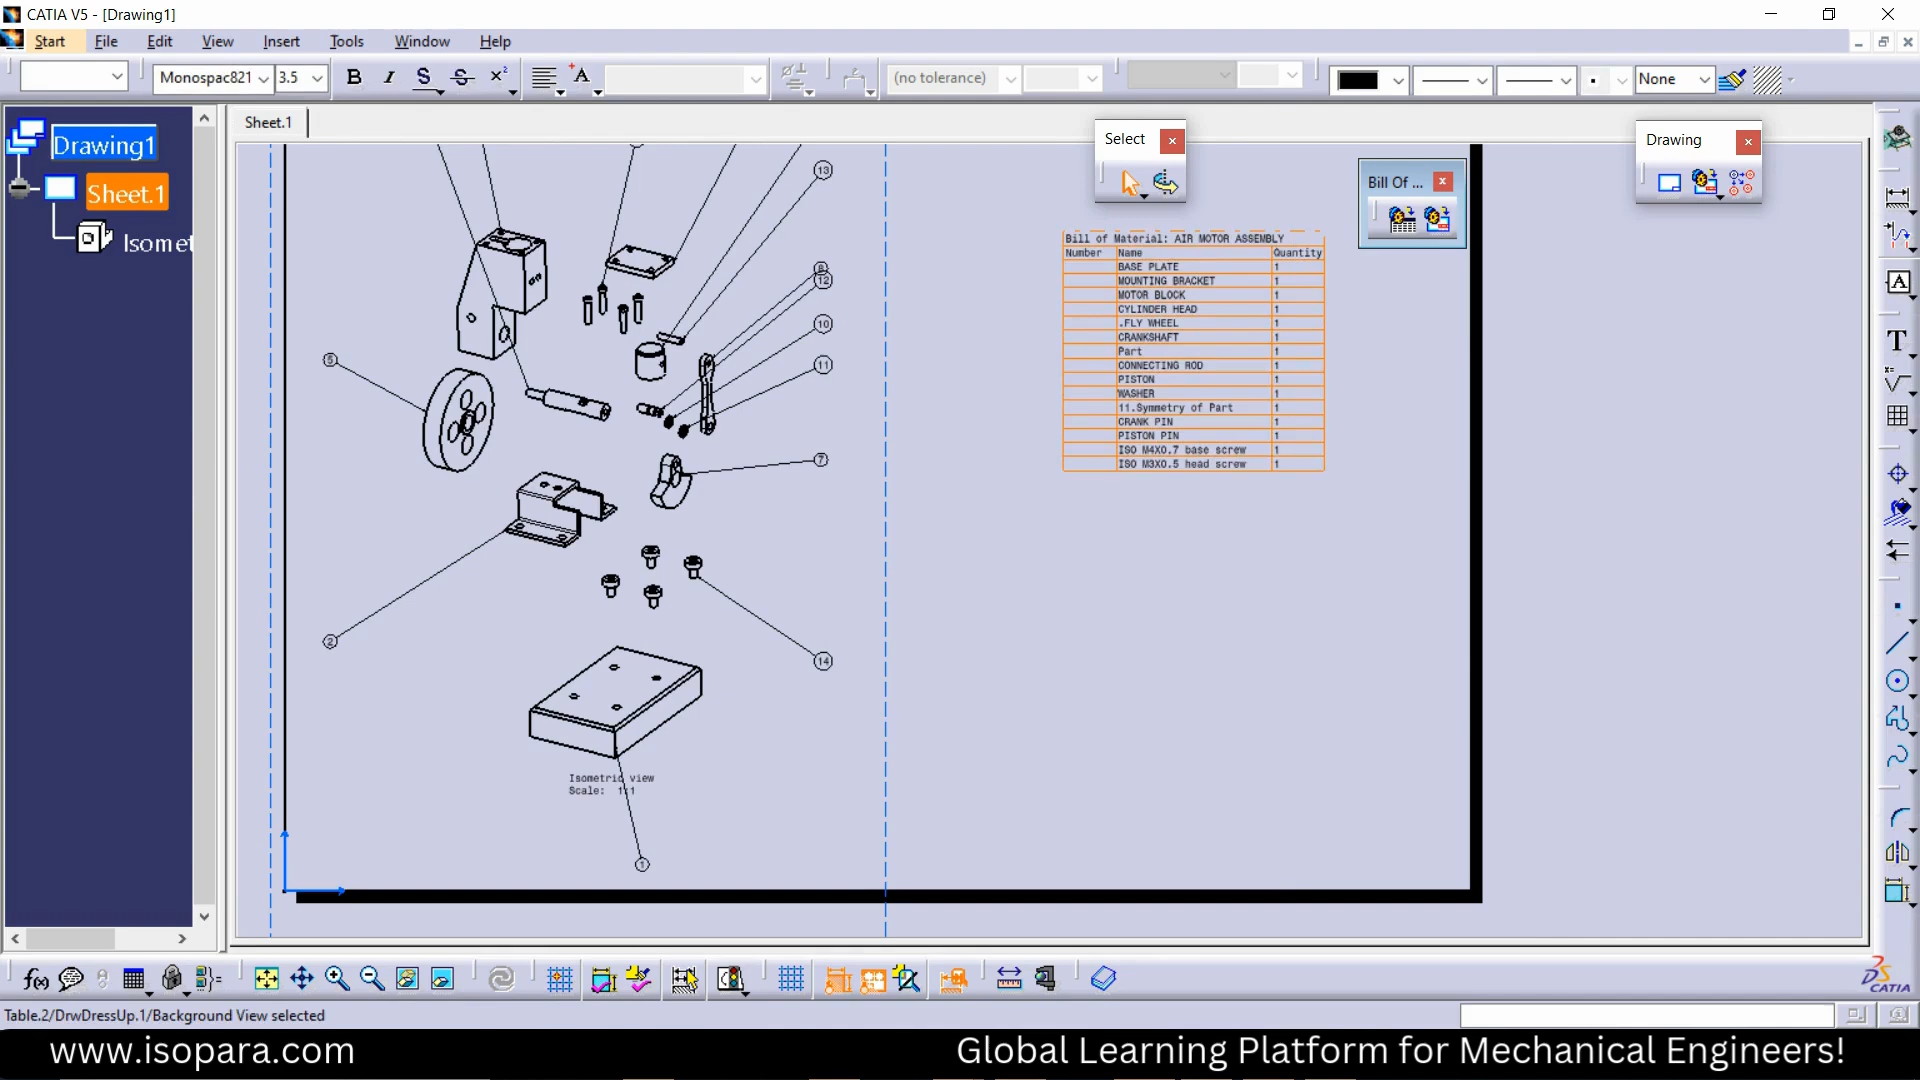 CATIA V5 - [Drawing1]
Start File Edit View Insert Tools Window Help
Monospac821 3.5 B I S S x² A (no tolerance) None
Sheet.1
Drawing1
Sheet.1
Isomet
Select
Bill Of ...
Drawing
13
8
12
10
11
5
7
2
14
1
Isometric view
Scale: 1:1
Bill of Material: AIR MOTOR ASSEMBLY
Number Name Quantity
BASE PLATE 1
MOUNTING BRACKET 1
MOTOR BLOCK 1
CYLINDER HEAD 1
.FLY WHEEL 1
CRANKSHAFT 1
Part 1
CONNECTING ROD 1
PISTON 1
WASHER 1
11.Symmetry of Part 1
CRANK PIN 1
PISTON PIN 1
ISO M4X0.7 base screw 1
ISO M3X0.5 head screw 1
A
T
f(x)
DS CATIA
Table.2/DrwDressUp.1/Background View selected
www.isopara.com
Global Learning Platform for Mechanical Engineers!